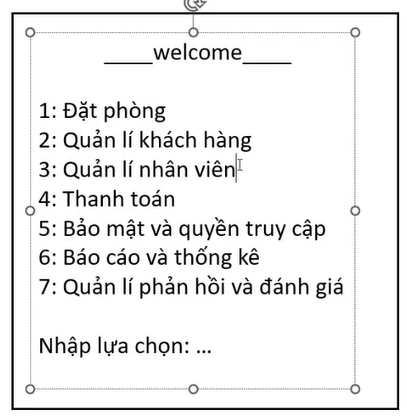 ____welcome____
1: Đặt phòng
2: Quản lí khách hàng
3: Quản lí nhân viên
4: Thanh toán
5: Bảo mật và quyền truy cập
6: Báo cáo và thống kê
7: Quản lí phản hồi và đánh giá
Nhập lựa chọn: ...